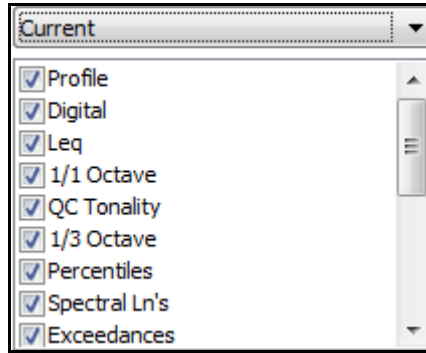 Current
Profile
Digital
Leq
1/1 Octave
QC Tonality
1/3 Octave
Percentiles
Spectral Ln's
Exceedances